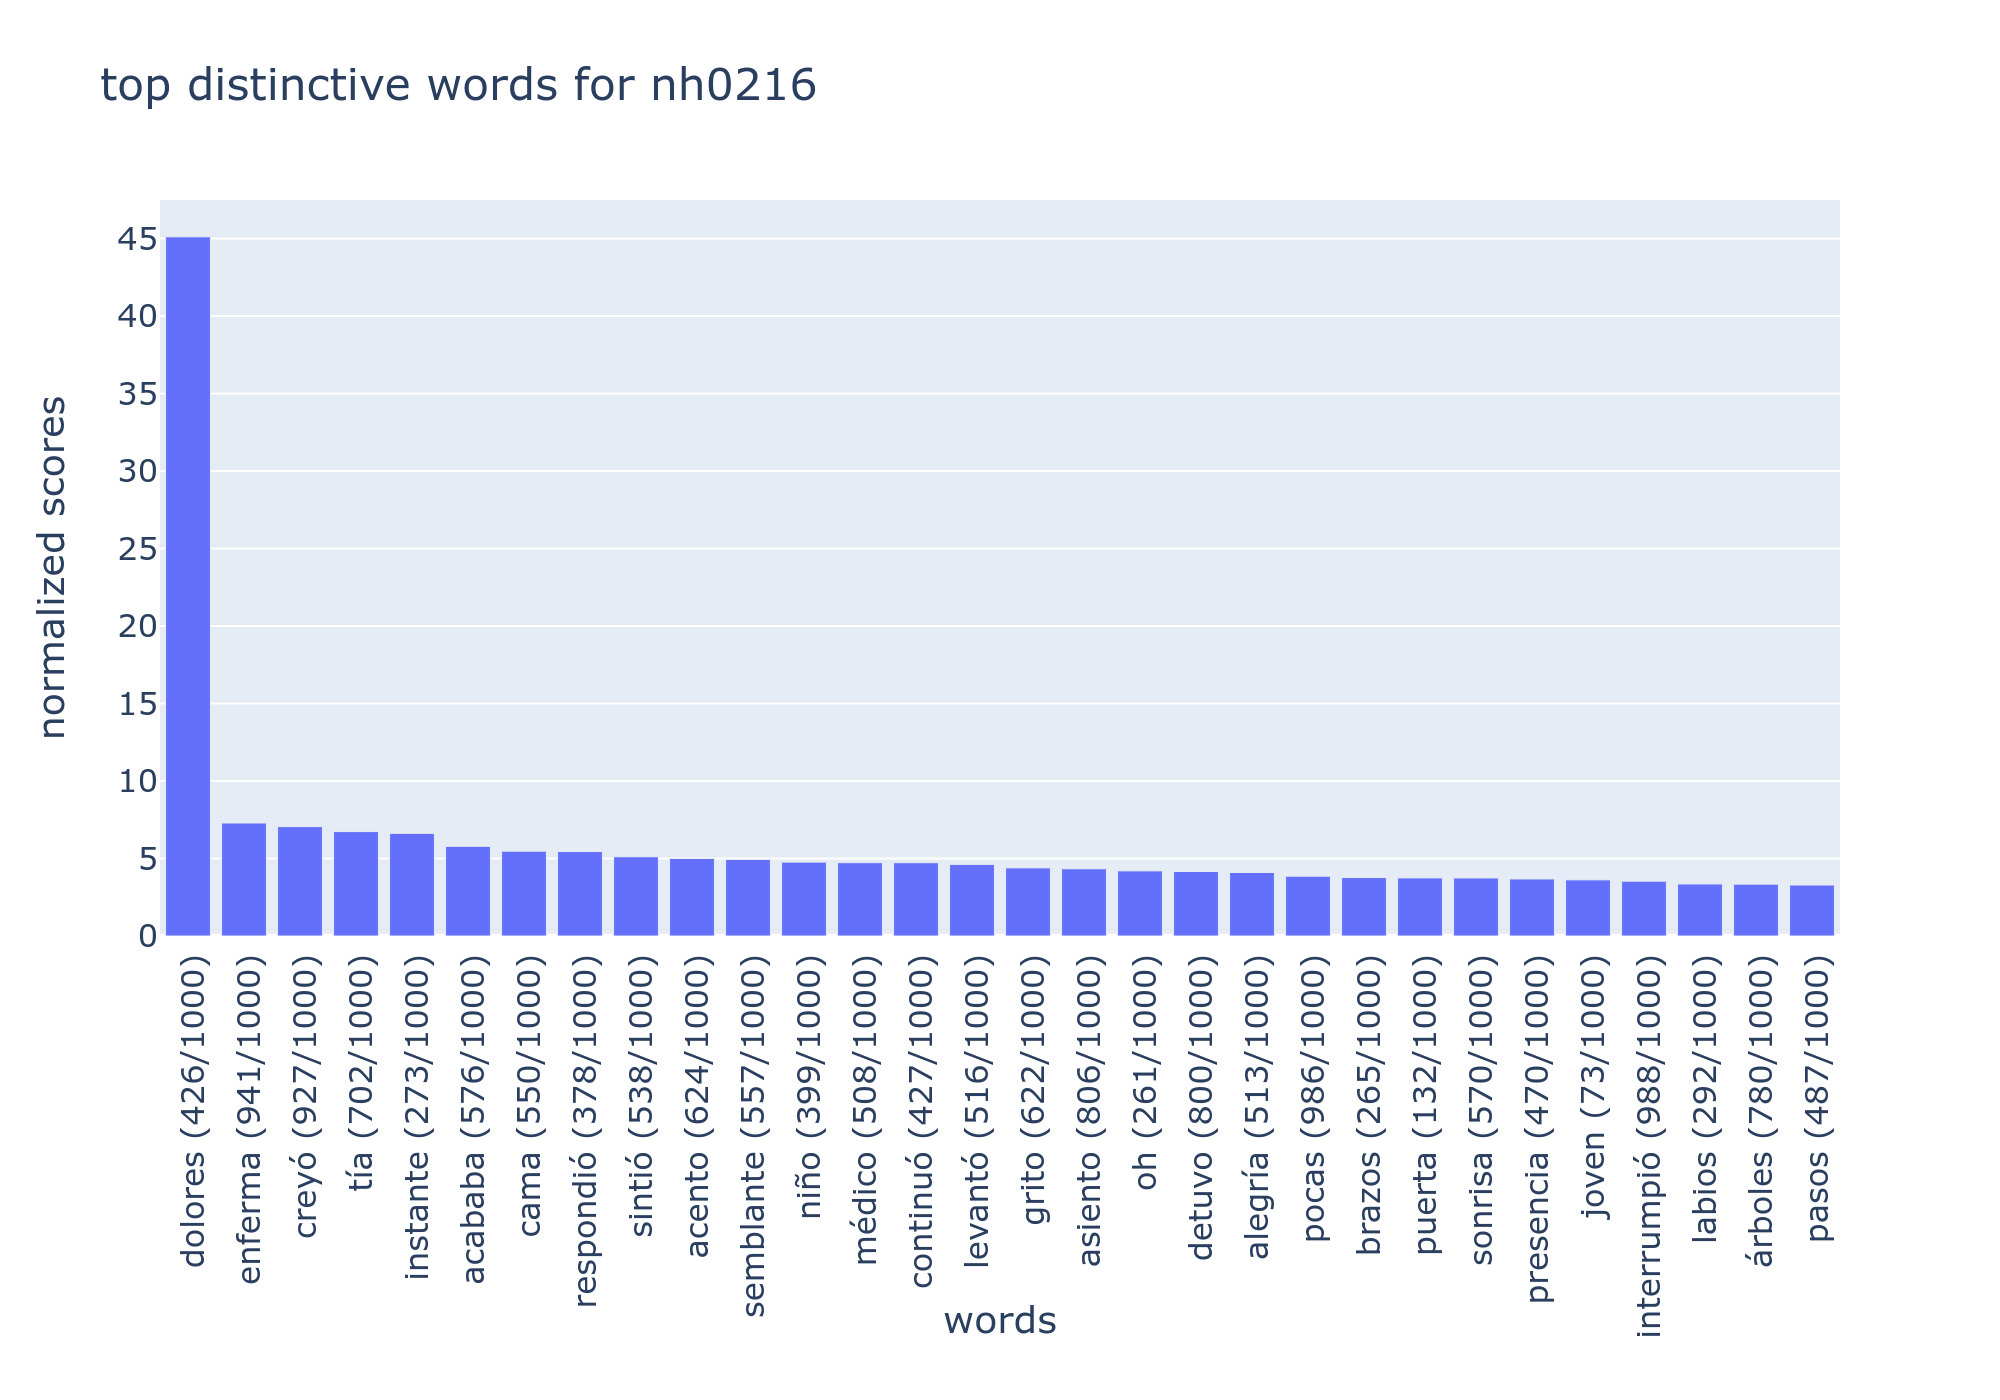 top distinctive words for nh0216
normalized scores
45
40
35
30
25
20
15
10
5
0
dolores (426/1000)
enferma (941/1000)
creyó (927/1000)
tía (702/1000)
instante (273/1000)
acababa (576/1000)
cama (550/1000)
respondió (378/1000)
sintió (538/1000)
acento (624/1000)
semblante (557/1000)
niño (399/1000)
médico (508/1000)
continuó (427/1000)
levantó (516/1000)
grito (622/1000)
asiento (806/1000)
oh (261/1000)
detuvo (800/1000)
alegría (513/1000)
pocas (986/1000)
brazos (265/1000)
puerta (132/1000)
sonrisa (570/1000)
presencia (470/1000)
joven (73/1000)
interrumpió (988/1000)
labios (292/1000)
árboles (780/1000)
pasos (487/1000)
words